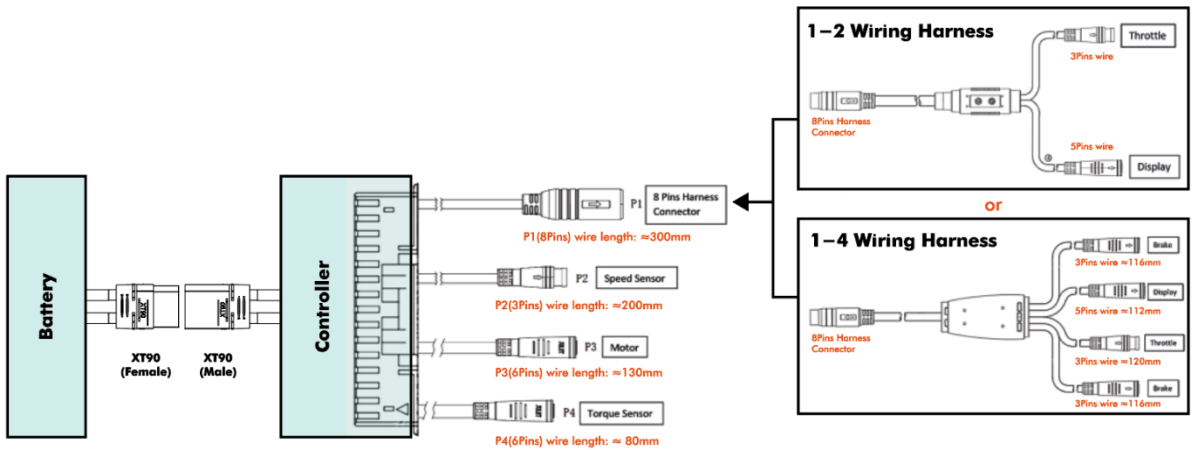 1–2 Wiring Harness
Throttle
3Pins wire
8Pins Harness
Connector
5Pins wire
Display
or
1–4 Wiring Harness
Brake
3Pins wire ≈116mm
Display
5Pins wire ≈112mm
8Pins Harness
Connector
Throttle
3Pins wire ≈120mm
Brake
3Pins wire ≈116mm
Battery
XT90
(Female)
XT90
(Male)
Controller
P1
8 Pins Harness
Connector
P1(8Pins) wire length: ≈300mm
P2
Speed Sensor
P2(3Pins) wire length: ≈200mm
P3
Motor
P3(6Pins) wire length: ≈130mm
P4
Torque Sensor
P4(6Pins) wire length: ≈ 80mm